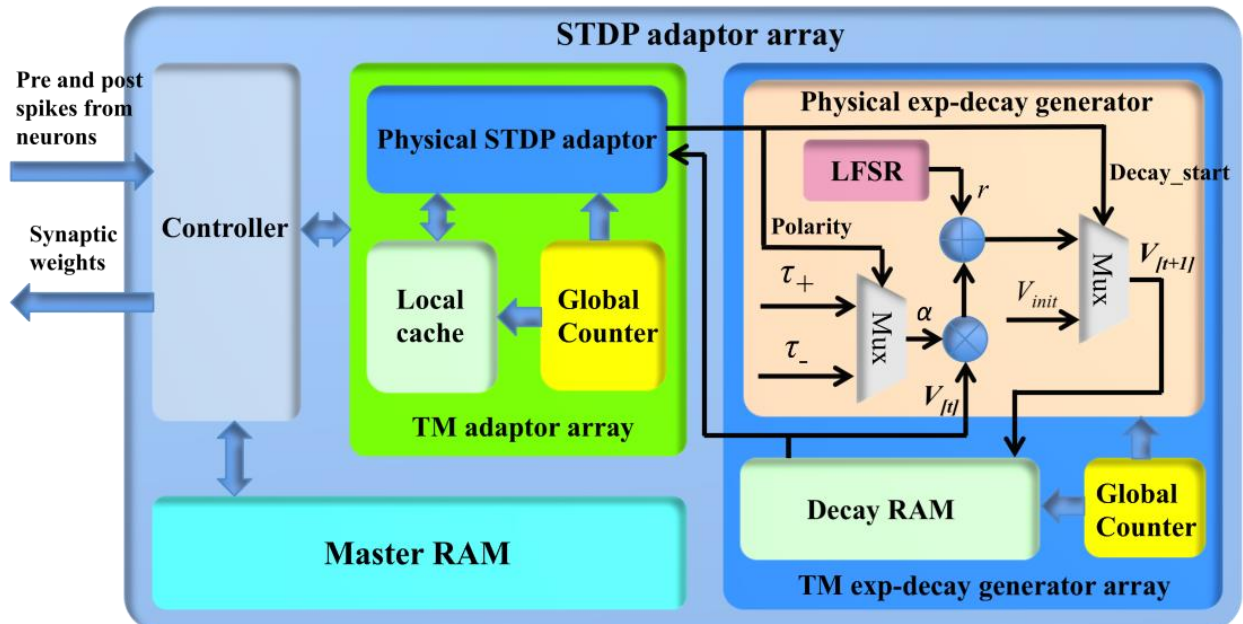 STDP adaptor array
Pre and post
spikes from
neurons
Synaptic
weights
Controller
Physical STDP adaptor
Local
cache
Global
Counter
TM adaptor array
Master RAM
Physical exp-decay generator
LFSR
r
Decay_start
Polarity
τ+
τ-
Mux
α
V[t]
Vinit
Mux
V[t+1]
Decay RAM
Global
Counter
TM exp-decay generator array